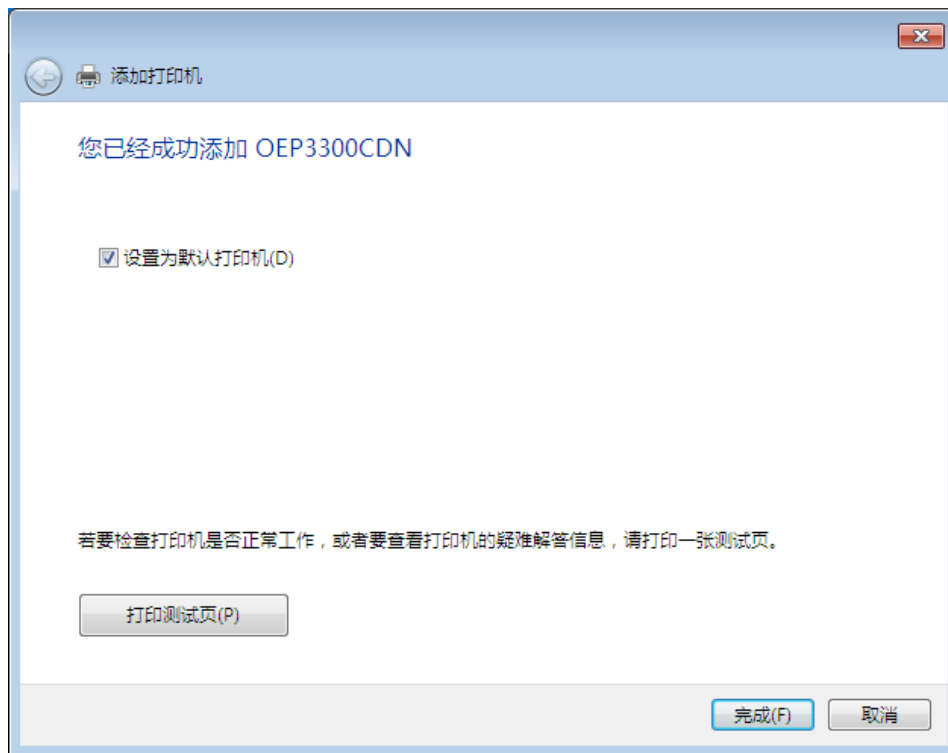 添加打印机
您已经成功添加 OEP3300CDN
设置为默认打印机(D)
若要检查打印机是否正常工作，或者要查看打印机的疑难解答信息，请打印一张测试页。
打印测试页(P)
完成(F)
取消